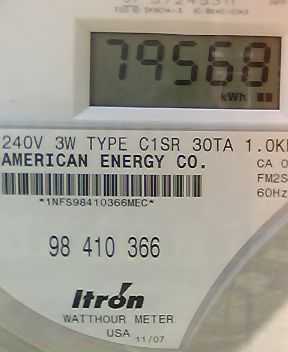 79568
kWh
240V 3W TYPE C1SR 30TA 1.0
AMERICAN ENERGY CO.
CA 0
FM2S
60Hz
*1NFS98410366MEC*
98 410 366
Itron
WATTHOUR METER
USA 11/07